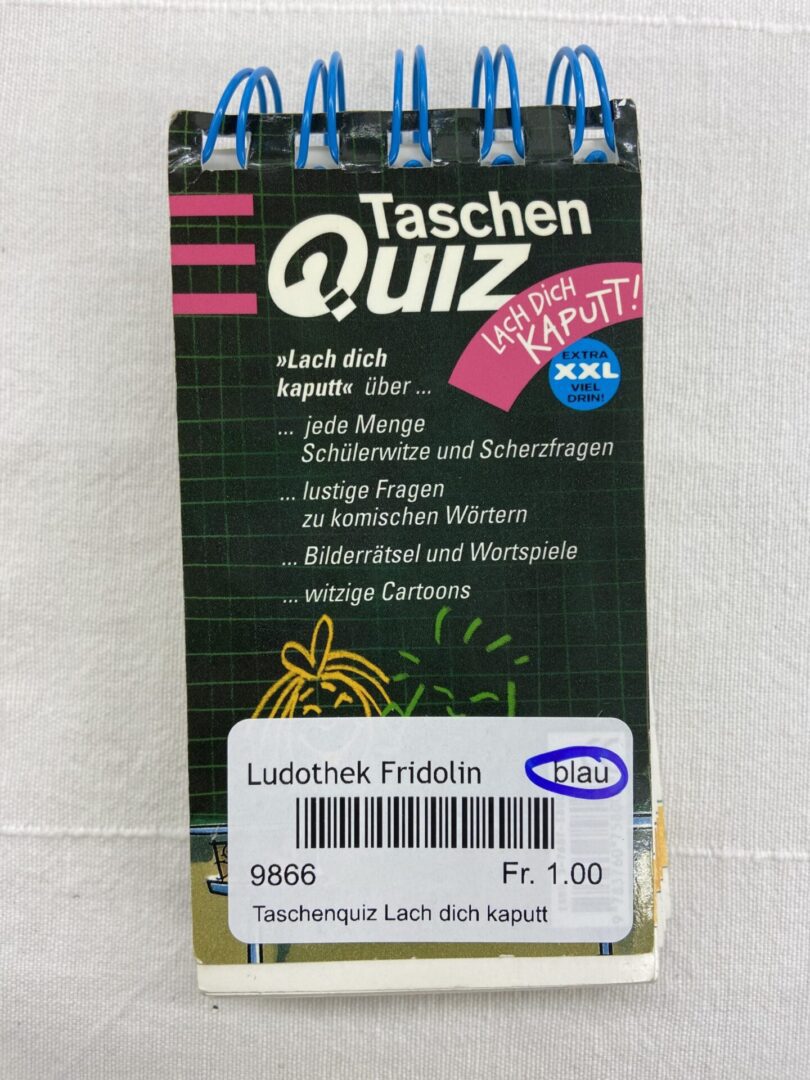 Taschen
QUIZ
LACH DICH
KAPUTT!
EXTRA
XXL
VIEL
DRIN!
»Lach dich
kaputt« über ...
... jede Menge
Schülerwitze und Scherzfragen
... lustige Fragen
zu komischen Wörtern
... Bilderrätsel und Wortspiele
... witzige Cartoons
Ludothek Fridolin blau
9866 Fr. 1.00
Taschenquiz Lach dich kaputt